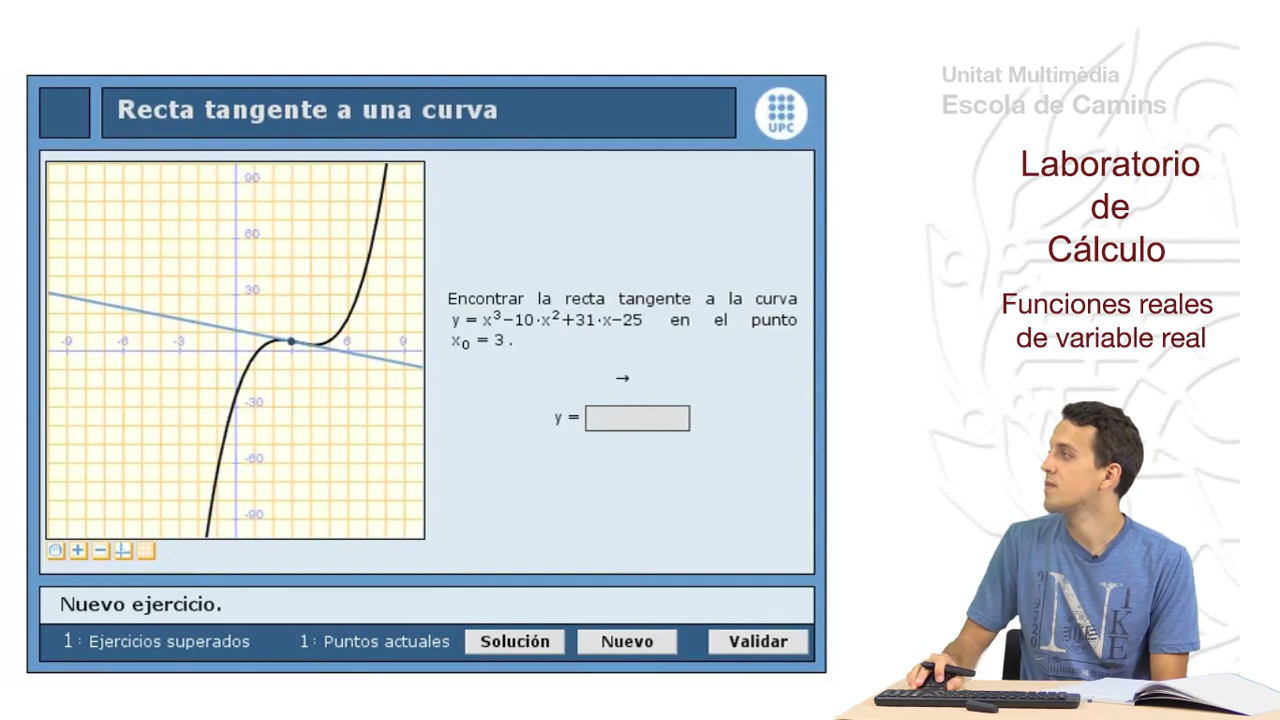 Unitat Multimèdia
Escola de Camins
Laboratorio
de
Cálculo
Funciones reales
de variable real
Recta tangente a una curva
UPC
90
60
30
-9 -6 -3 6 9
-30
-60
-90
Encontrar la recta tangente a la curva
y = x³−10·x²+31·x−25 en el punto
x₀ = 3 .
→
y =
Nuevo ejercicio.
1: Ejercicios superados 1: Puntos actuales Solución Nuevo Validar
N
IKE